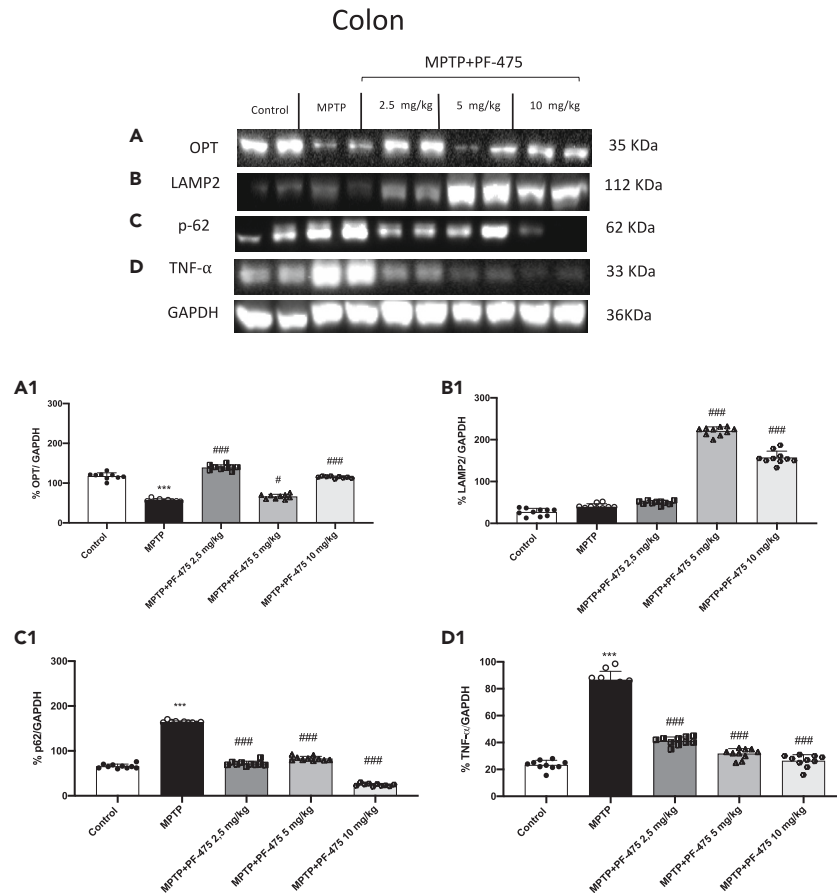 Colon
MPTP+PF-475
Control MPTP 2.5 mg/kg 5 mg/kg 10 mg/kg
A OPT 35 KDa
B LAMP2 112 KDa
C p-62 62 KDa
D TNF-α 33 KDa
GAPDH 36KDa
A1
% OPT/ GAPDH
300
200
100
0
***
###
#
###
Control
MPTP
MPTP+PF-475 2,5 mg/kg
MPTP+PF-475 5 mg/kg
MPTP+PF-475 10 mg/kg
B1
% LAMP2/ GAPDH
300
200
100
0
###
###
Control
MPTP
MPTP+PF-475 2,5 mg/kg
MPTP+PF-475 5 mg/kg
MPTP+PF-475 10 mg/kg
C1
% p62/GAPDH
300
200
100
0
***
###
###
###
Control
MPTP
MPTP+PF-475 2,5 mg/kg
MPTP+PF-475 5 mg/kg
MPTP+PF-475 10 mg/kg
D1
% TNF-α/GAPDH
100
80
60
40
20
0
***
###
###
###
Control
MPTP
MPTP+PF-475 2,5 mg/kg
MPTP+PF-475 5 mg/kg
MPTP+PF-475 10 mg/kg